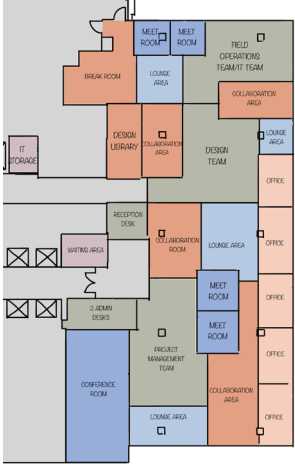 MEET
ROOM
MEET
ROOM
FIELD
OPERATIONS
TEAM/IT TEAM
BREAK ROOM
LOUNGE
AREA
COLLABORATION
AREA
DESIGN
LIBRARY
COLLABORATION
AREA
DESIGN
TEAM
LOUNGE
AREA
IT
STORAGE
OFFICE
RECEPTION
DESK
OFFICE
WAITING AREA
COLLABORATION
ROOM
LOUNGE AREA
MEET
ROOM
OFFICE
2 ADMIN
DESKS
MEET
ROOM
PROJECT
MANAGEMENT
TEAM
OFFICE
CONFERENCE
ROOM
COLLABORATION
AREA
LOUNGE AREA
OFFICE